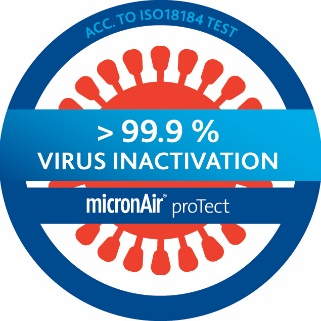 ACC. TO ISO18184 TEST
> 99.9 %
VIRUS INACTIVATION
micronAir® proTect